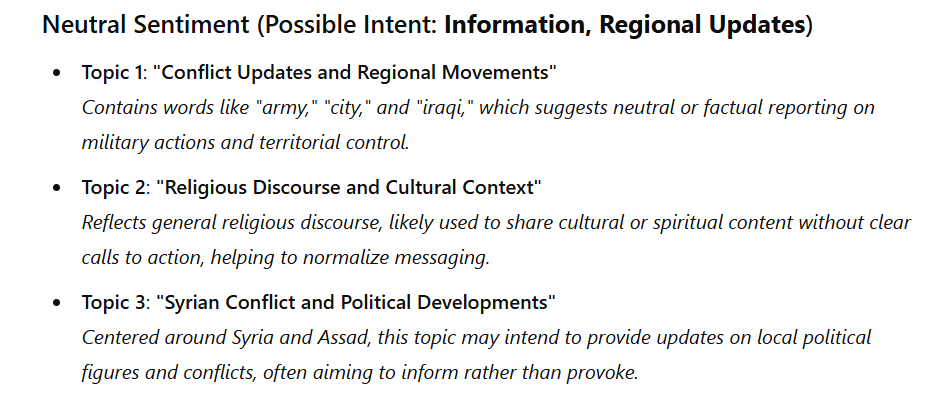 Neutral Sentiment (Possible Intent: Information, Regional Updates)
• Topic 1: "Conflict Updates and Regional Movements"
Contains words like "army," "city," and "iraqi," which suggests neutral or factual reporting on
military actions and territorial control.
• Topic 2: "Religious Discourse and Cultural Context"
Reflects general religious discourse, likely used to share cultural or spiritual content without clear
calls to action, helping to normalize messaging.
• Topic 3: "Syrian Conflict and Political Developments"
Centered around Syria and Assad, this topic may intend to provide updates on local political
figures and conflicts, often aiming to inform rather than provoke.